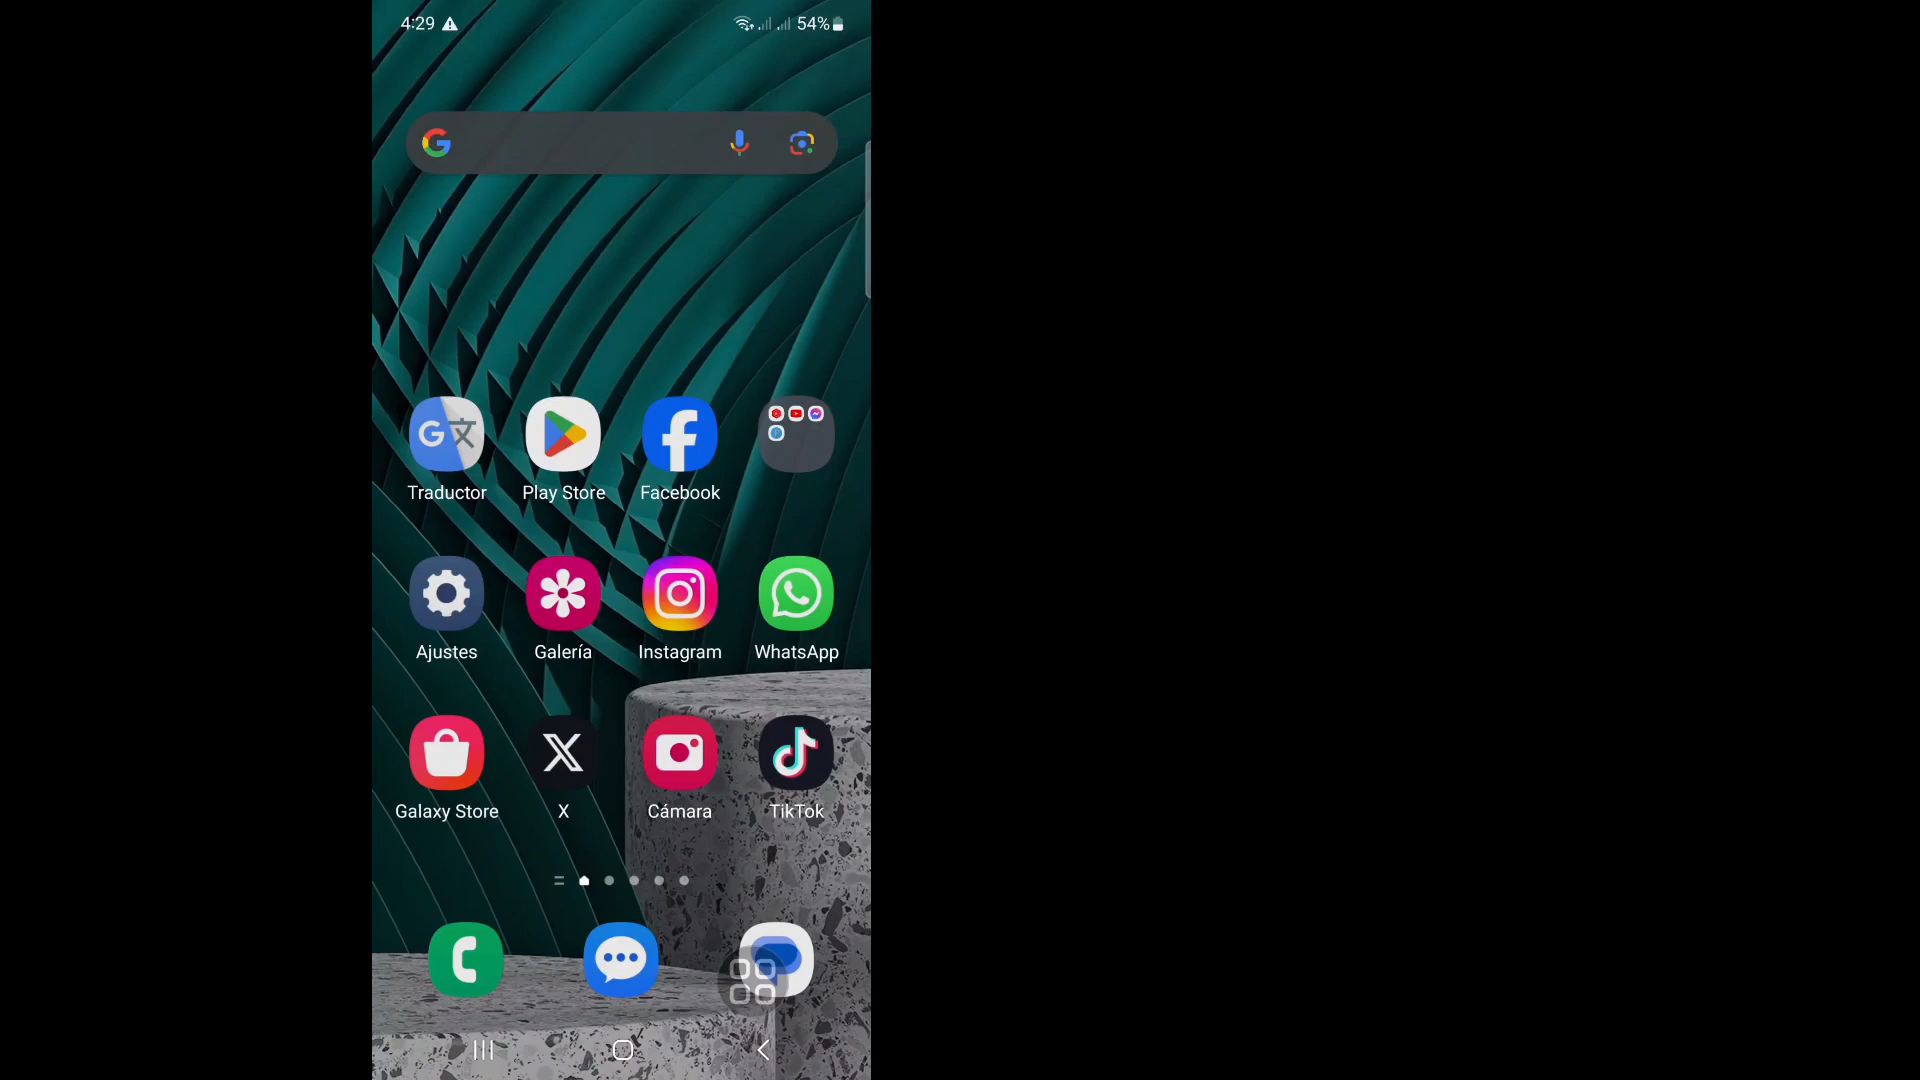 4:29 54%
Traductor Play Store Facebook
Ajustes Galería Instagram WhatsApp
Galaxy Store X Cámara TikTok